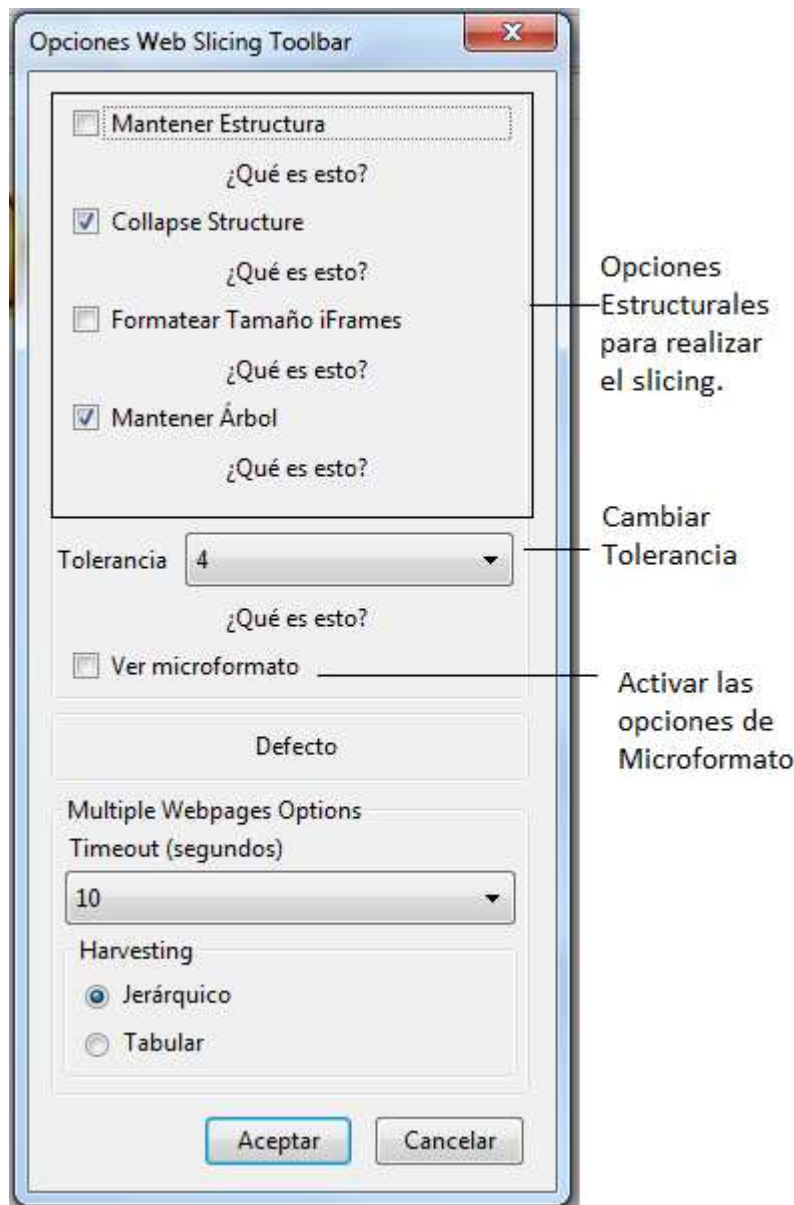 Opciones Web Slicing Toolbar
Mantener Estructura
¿Qué es esto?
Collapse Structure
¿Qué es esto?
Formatear Tamaño iFrames
¿Qué es esto?
Mantener Árbol
¿Qué es esto?
Opciones
Estructurales
para realizar
el slicing.
Tolerancia 4
Cambiar
Tolerancia
¿Qué es esto?
Ver microformato
Activar las
opciones de
Microformato
Defecto
Multiple Webpages Options
Timeout (segundos)
10
Harvesting
Jerárquico
Tabular
Aceptar Cancelar